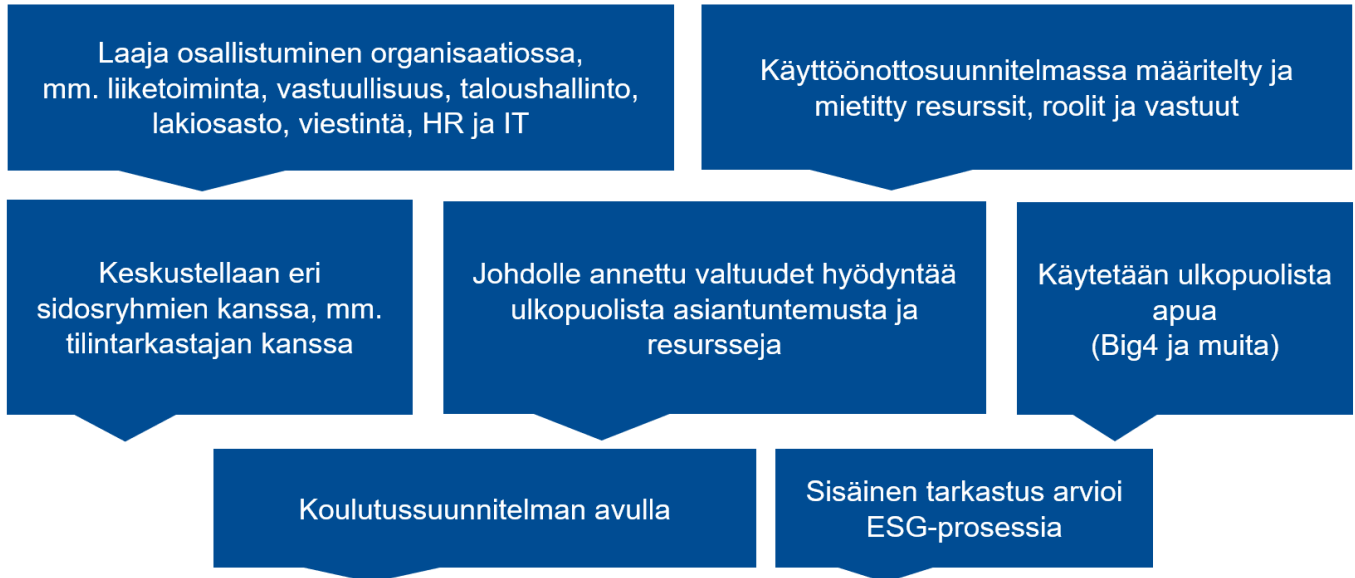 Laaja osallistuminen organisaatiossa,
mm. liiketoiminta, vastuullisuus, taloushallinto,
lakiosasto, viestintä, HR ja IT
Käyttöönottosuunnitelmassa määritelty ja
mietitty resurssit, roolit ja vastuut
Keskustellaan eri
sidosryhmien kanssa, mm.
tilintarkastajan kanssa
Johdolle annettu valtuudet hyödyntää
ulkopuolista asiantuntemusta ja
resursseja
Käytetään ulkopuolista
apua
(Big4 ja muita)
Koulutussuunnitelman avulla
Sisäinen tarkastus arvioi
ESG-prosessia